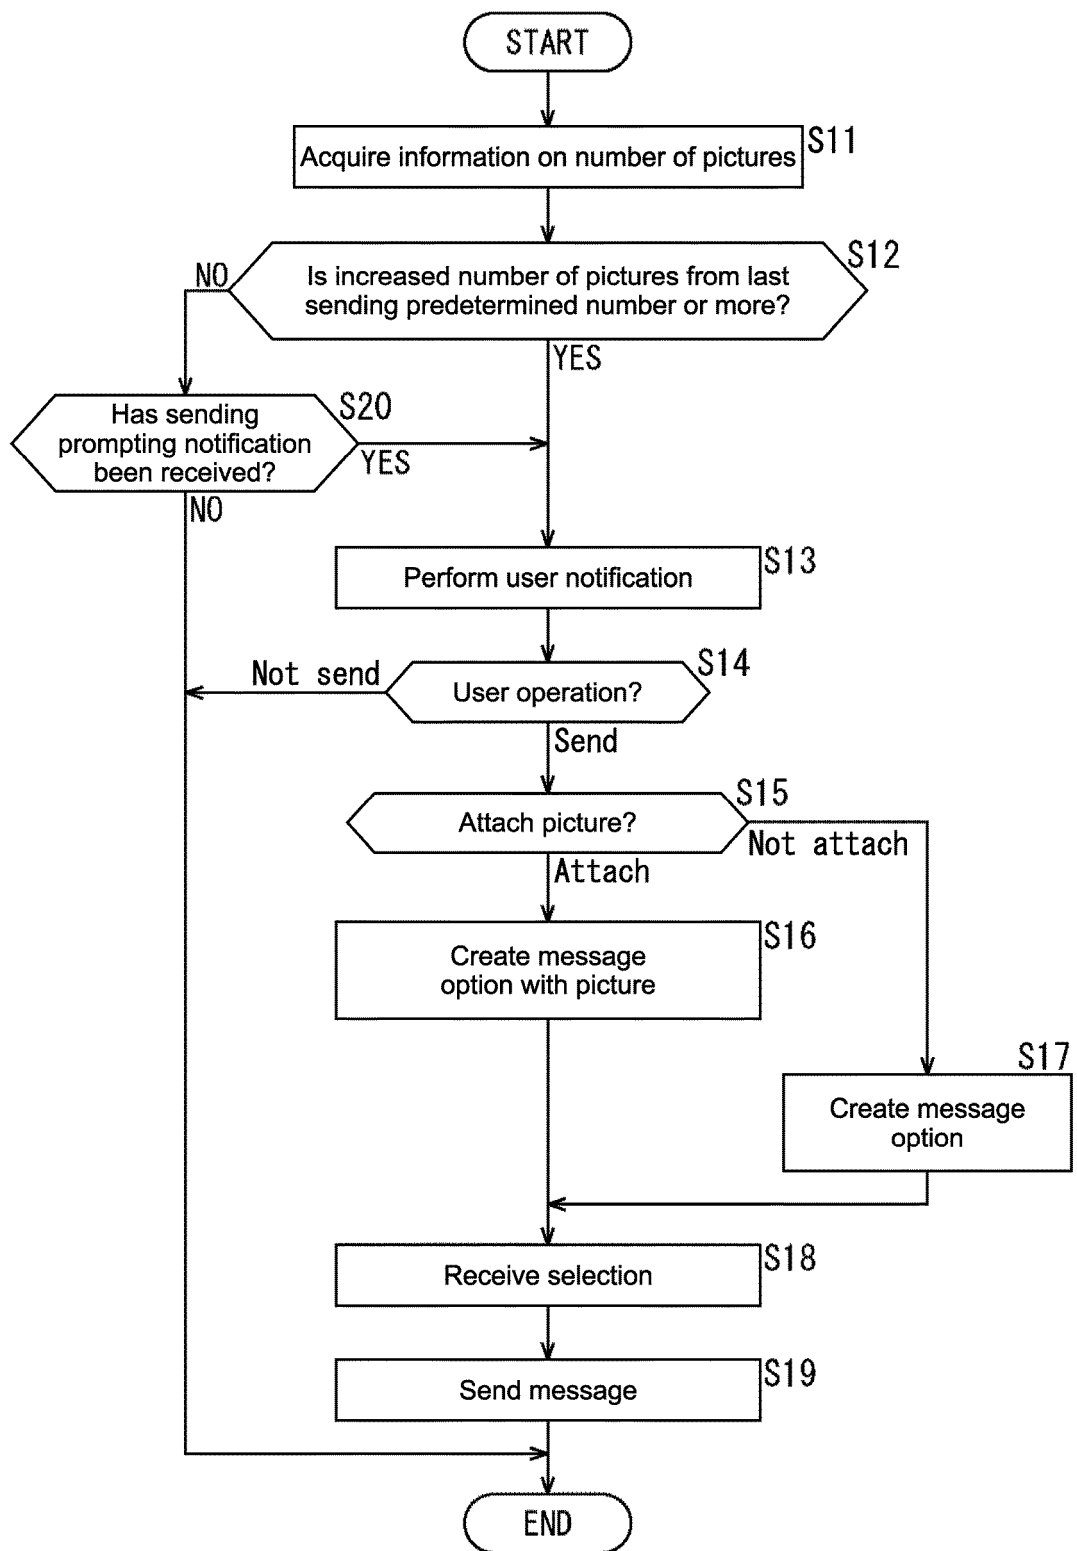 START
S11
Acquire information on number of pictures
S12
Is increased number of pictures from last
sending predetermined number or more?
NO
YES
S20
Has sending
prompting notification
been received?
YES
NO
S13
Perform user notification
S14
User operation?
Not send
Send
S15
Attach picture?
Not attach
Attach
S16
Create message
option with picture
S17
Create message
option
S18
Receive selection
S19
Send message
END